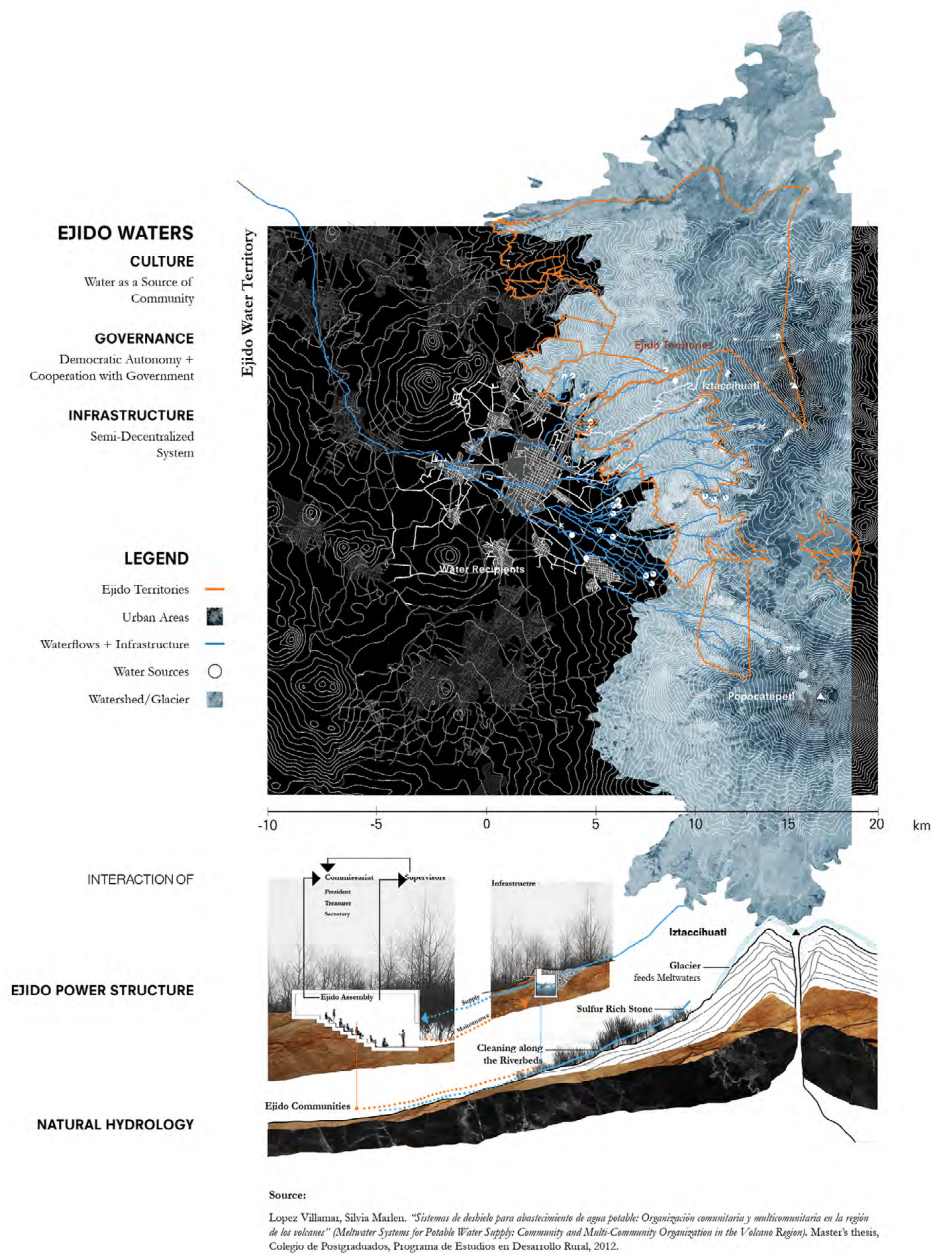 EJIDO WATERS
CULTURE
Water as a Source of
Community
GOVERNANCE
Democratic Autonomy +
Cooperation with Government
INFRASTRUCTURE
Semi-Decentralized
System
LEGEND
Ejido Territories
Urban Areas
Waterflows + Infrastructure
Water Sources
Watershed/Glacier
Ejido Water Territory
Ejido Territories
Iztaccihuatl
Water Recipients
Popocatepetl
-10
-5
0
5
10
15
20
km
INTERACTION OF
EJIDO POWER STRUCTURE
NATURAL HYDROLOGY
Commissariat
President
Treasurer
Secretary
Supervisors
Ejido Assembly
Infrastructre
Supply
Maintenance
Iztaccihuatl
Glacier
feeds Meltwaters
Sulfur Rich Stone
Cleaning along
the Riverbeds
Ejido Communities
Source:
Lopez Villamar, Silvia Marlen. “Sistemas de deshielo para abastecimiento de agua potable: Organización comunitaria y multicomunitaria en la región
de los volcanes” (Meltwater Systems for Potable Water Supply: Community and Multi-Community Organization in the Volcano Region). Master's thesis,
Colegio de Postgraduados, Programa de Estudios en Desarrollo Rural, 2012.